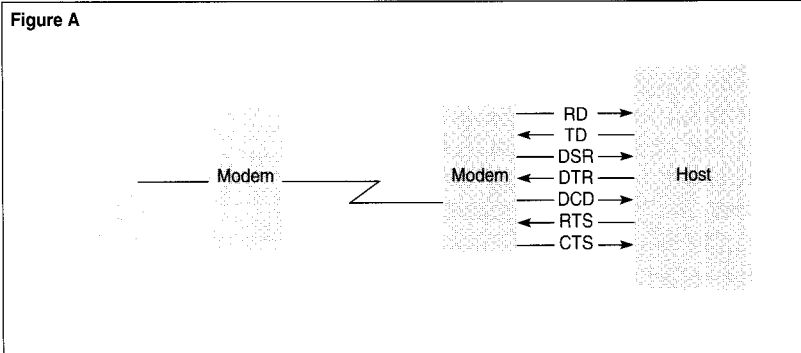 Figure A
RD
TD
DSR
Modem
Modem
DTR
Host
DCD
RTS
CTS